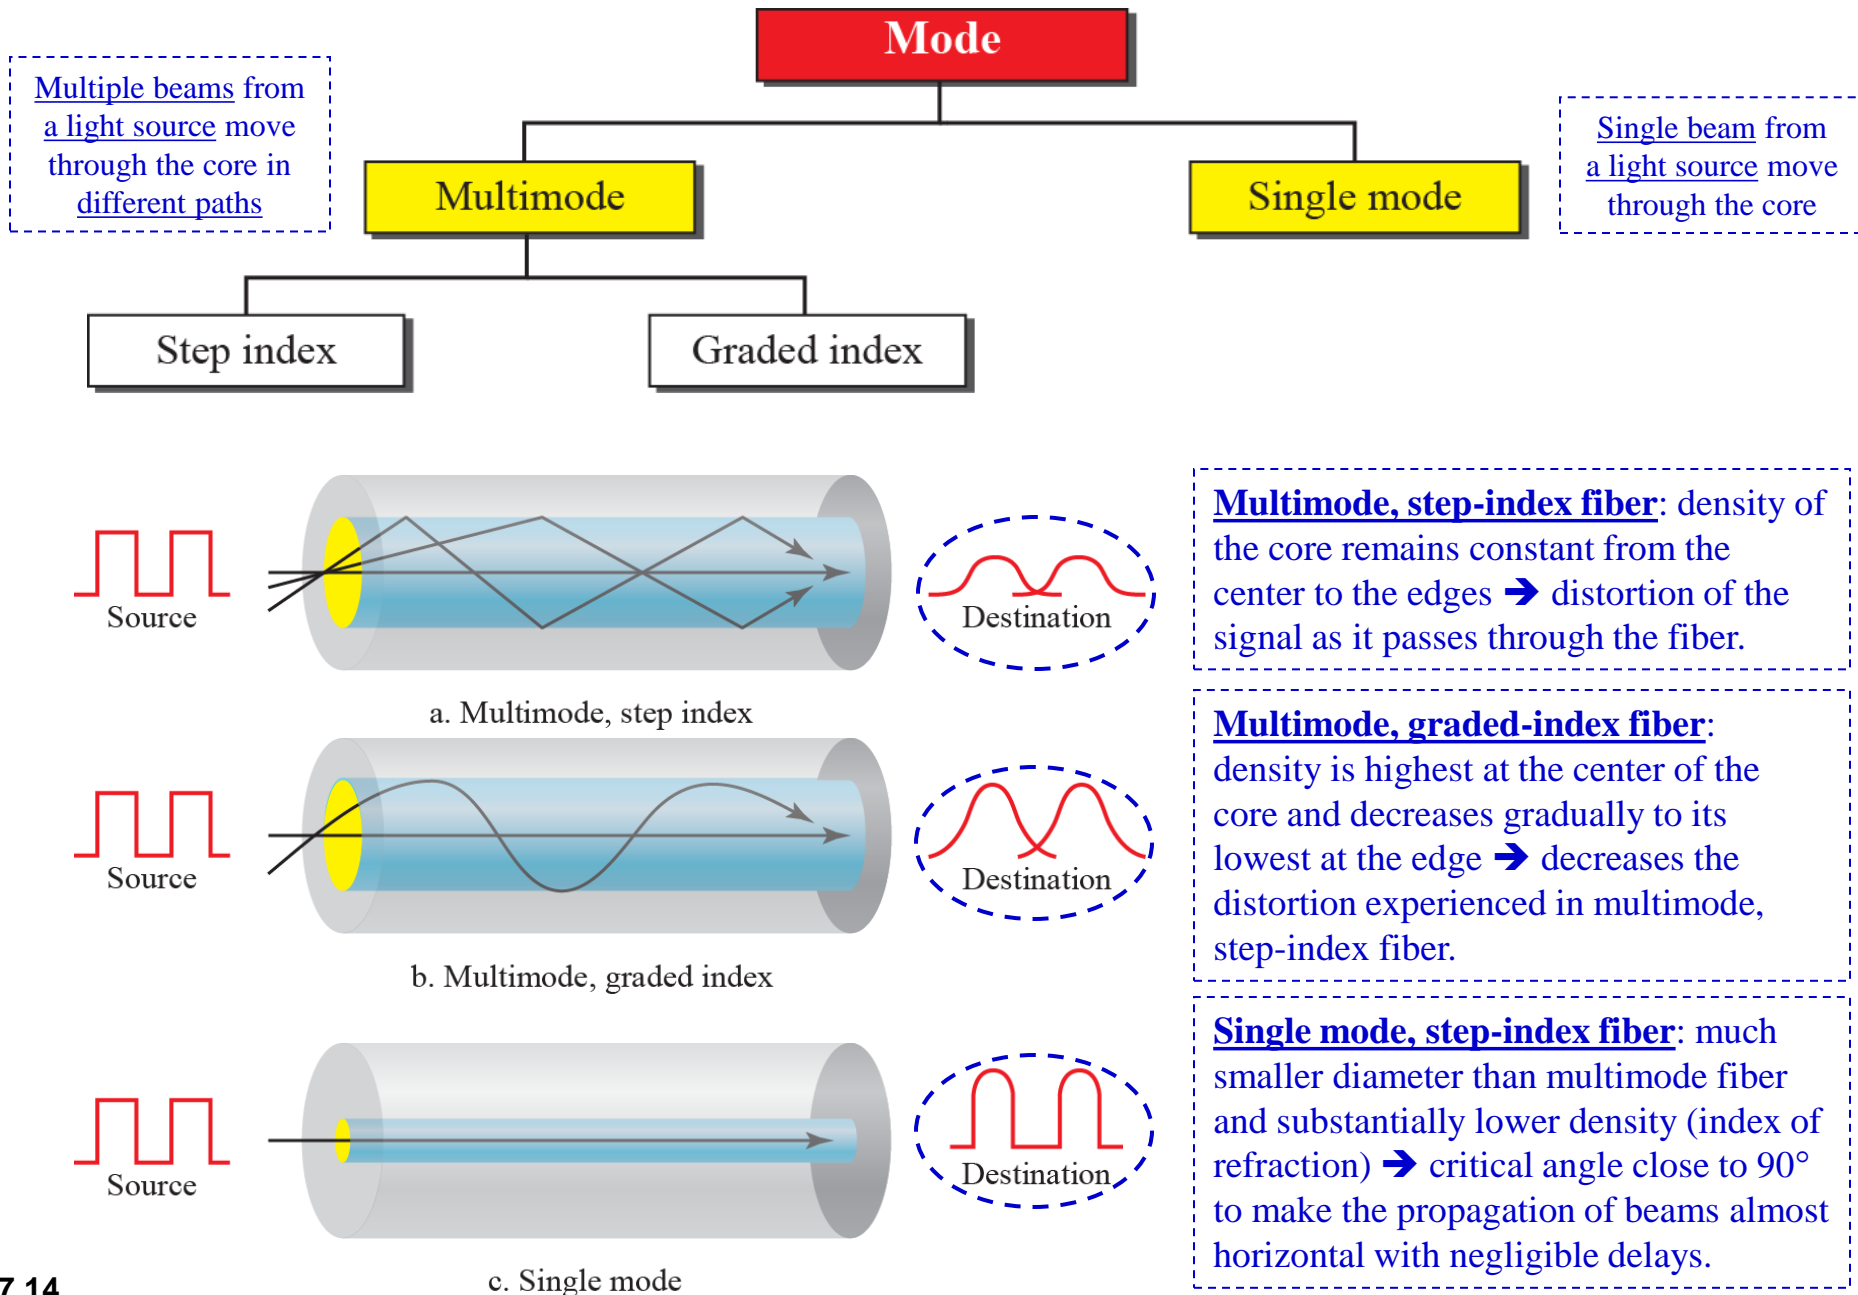 Mode
Multiple beams from
a light source move
through the core in
different paths
Multimode
Single mode
Single beam from
a light source move
through the core
Step index
Graded index
Source
Destination
a. Multimode, step index
Multimode, step-index fiber: density of
the core remains constant from the
center to the edges ➔ distortion of the
signal as it passes through the fiber.
Source
Destination
b. Multimode, graded index
Multimode, graded-index fiber:
density is highest at the center of the
core and decreases gradually to its
lowest at the edge ➔ decreases the
distortion experienced in multimode,
step-index fiber.
Source
Destination
c. Single mode
Single mode, step-index fiber: much
smaller diameter than multimode fiber
and substantially lower density (index of
refraction) ➔ critical angle close to 90°
to make the propagation of beams almost
horizontal with negligible delays.
7.14